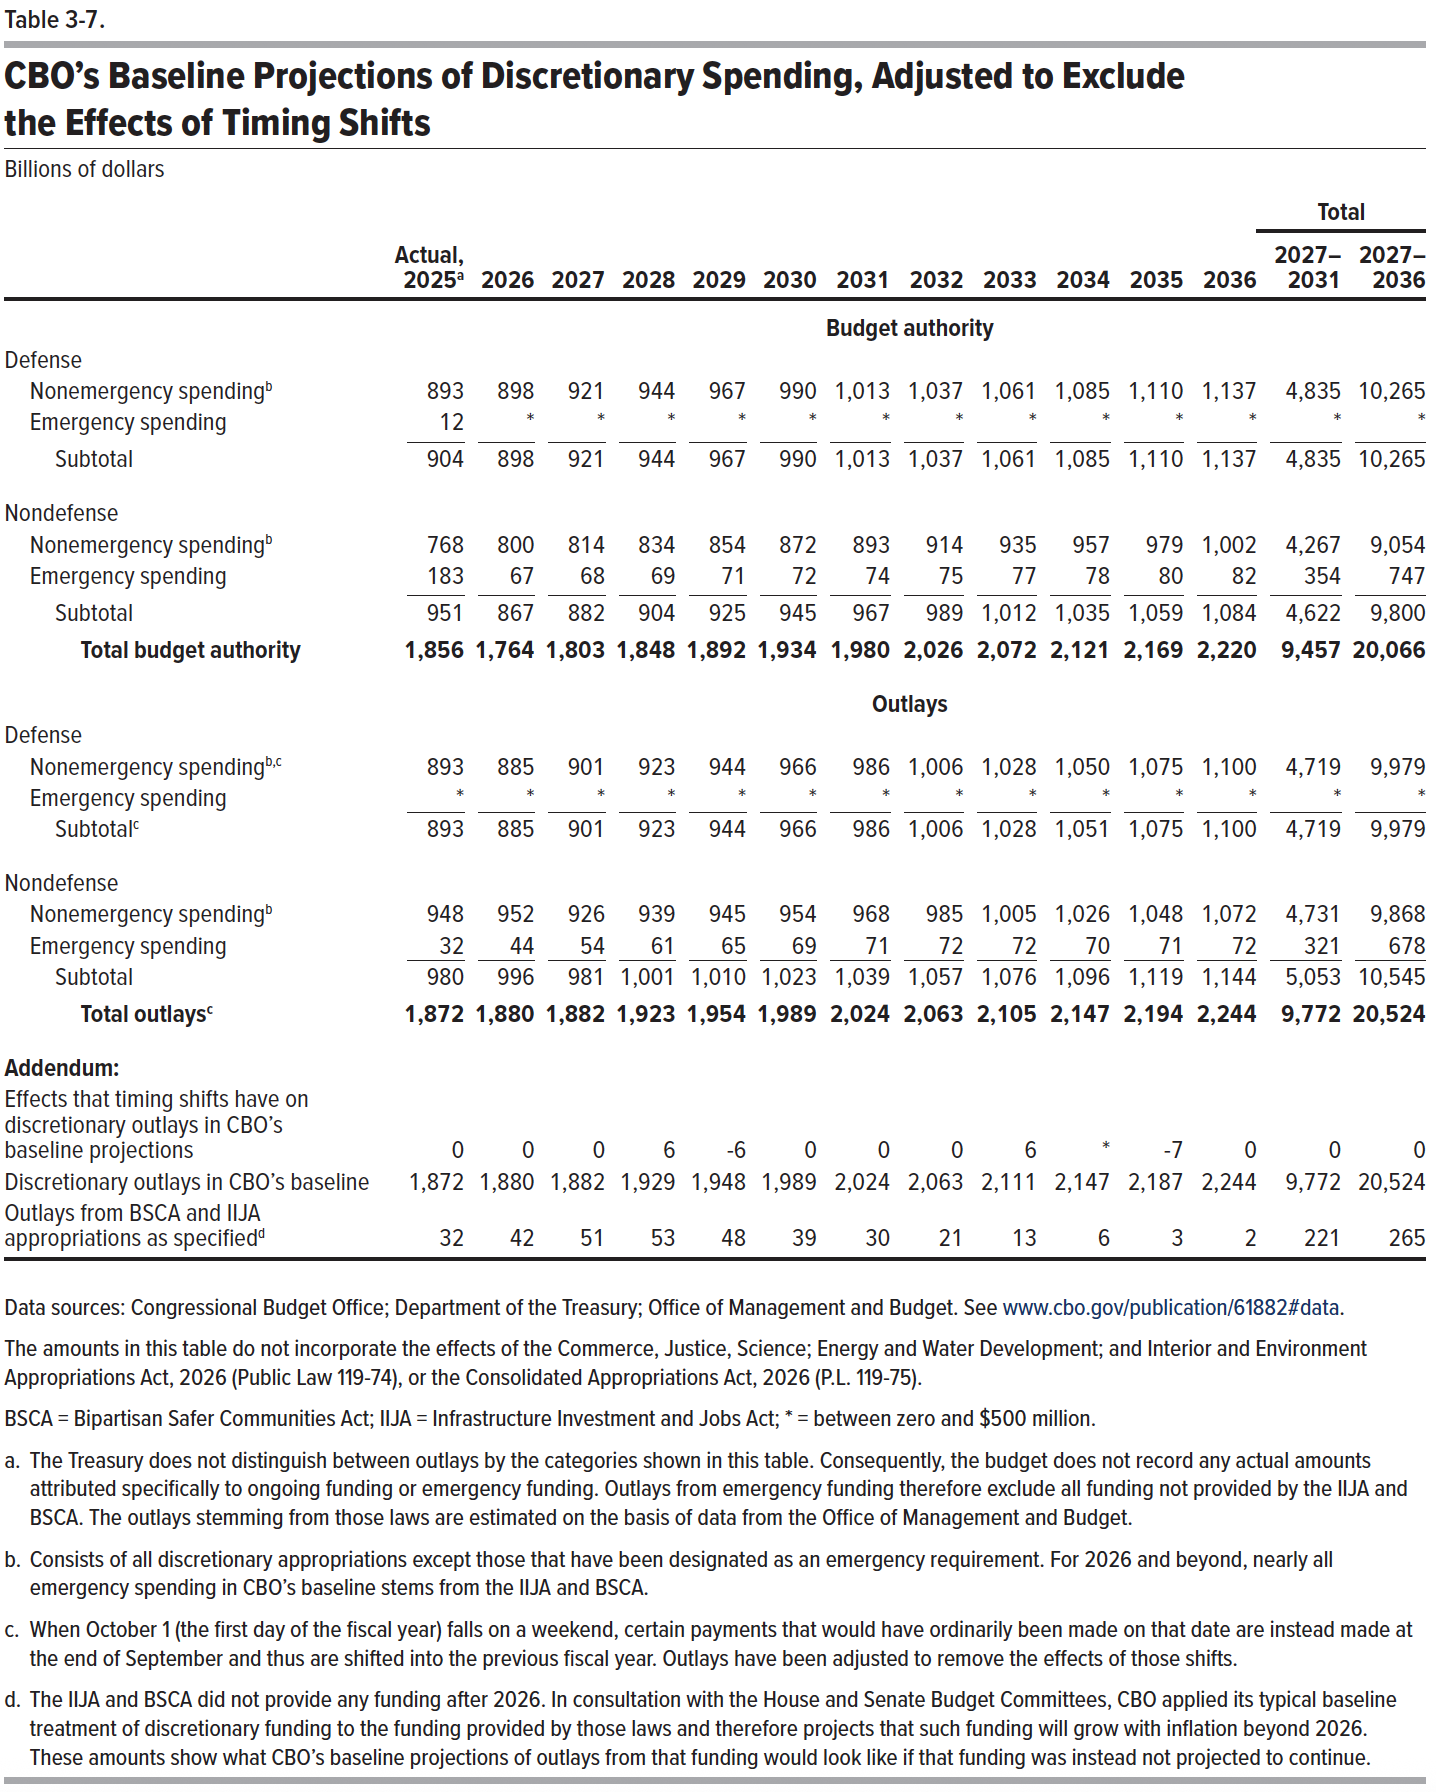 Table 3-7.
CBO’s Baseline Projections of Discretionary Spending, Adjusted to Exclude
the Effects of Timing Shifts
Billions of dollars
Total
Actual, 2027– 2027–
2025a 2026 2027 2028 2029 2030 2031 2032 2033 2034 2035 2036 2031 2036
Budget authority
Defense
Nonemergency spendingb 893 898 921 944 967 990 1,013 1,037 1,061 1,085 1,110 1,137 4,835 10,265
Emergency spending 12 * * * * * * * * * * * * *
Subtotal 904 898 921 944 967 990 1,013 1,037 1,061 1,085 1,110 1,137 4,835 10,265
Nondefense
Nonemergency spendingb 768 800 814 834 854 872 893 914 935 957 979 1,002 4,267 9,054
Emergency spending 183 67 68 69 71 72 74 75 77 78 80 82 354 747
Subtotal 951 867 882 904 925 945 967 989 1,012 1,035 1,059 1,084 4,622 9,800
Total budget authority 1,856 1,764 1,803 1,848 1,892 1,934 1,980 2,026 2,072 2,121 2,169 2,220 9,457 20,066
Outlays
Defense
Nonemergency spendingb,c 893 885 901 923 944 966 986 1,006 1,028 1,050 1,075 1,100 4,719 9,979
Emergency spending * * * * * * * * * * * * * *
Subtotalc 893 885 901 923 944 966 986 1,006 1,028 1,051 1,075 1,100 4,719 9,979
Nondefense
Nonemergency spendingb 948 952 926 939 945 954 968 985 1,005 1,026 1,048 1,072 4,731 9,868
Emergency spending 32 44 54 61 65 69 71 72 72 70 71 72 321 678
Subtotal 980 996 981 1,001 1,010 1,023 1,039 1,057 1,076 1,096 1,119 1,144 5,053 10,545
Total outlaysc 1,872 1,880 1,882 1,923 1,954 1,989 2,024 2,063 2,105 2,147 2,194 2,244 9,772 20,524
Addendum:
Effects that timing shifts have on
discretionary outlays in CBO’s
baseline projections 0 0 0 6 -6 0 0 0 6 * -7 0 0 0
Discretionary outlays in CBO’s baseline 1,872 1,880 1,882 1,929 1,948 1,989 2,024 2,063 2,111 2,147 2,187 2,244 9,772 20,524
Outlays from BSCA and IIJA
appropriations as specifiedd 32 42 51 53 48 39 30 21 13 6 3 2 221 265
Data sources: Congressional Budget Office; Department of the Treasury; Office of Management and Budget. See www.cbo.gov/publication/61882#data.
The amounts in this table do not incorporate the effects of the Commerce, Justice, Science; Energy and Water Development; and Interior and Environment
Appropriations Act, 2026 (Public Law 119-74), or the Consolidated Appropriations Act, 2026 (P.L. 119-75).
BSCA = Bipartisan Safer Communities Act; IIJA = Infrastructure Investment and Jobs Act; * = between zero and $500 million.
a. The Treasury does not distinguish between outlays by the categories shown in this table. Consequently, the budget does not record any actual amounts
attributed specifically to ongoing funding or emergency funding. Outlays from emergency funding therefore exclude all funding not provided by the IIJA and
BSCA. The outlays stemming from those laws are estimated on the basis of data from the Office of Management and Budget.
b. Consists of all discretionary appropriations except those that have been designated as an emergency requirement. For 2026 and beyond, nearly all
emergency spending in CBO’s baseline stems from the IIJA and BSCA.
c. When October 1 (the first day of the fiscal year) falls on a weekend, certain payments that would have ordinarily been made on that date are instead made at
the end of September and thus are shifted into the previous fiscal year. Outlays have been adjusted to remove the effects of those shifts.
d. The IIJA and BSCA did not provide any funding after 2026. In consultation with the House and Senate Budget Committees, CBO applied its typical baseline
treatment of discretionary funding to the funding provided by those laws and therefore projects that such funding will grow with inflation beyond 2026.
These amounts show what CBO’s baseline projections of outlays from that funding would look like if that funding was instead not projected to continue.